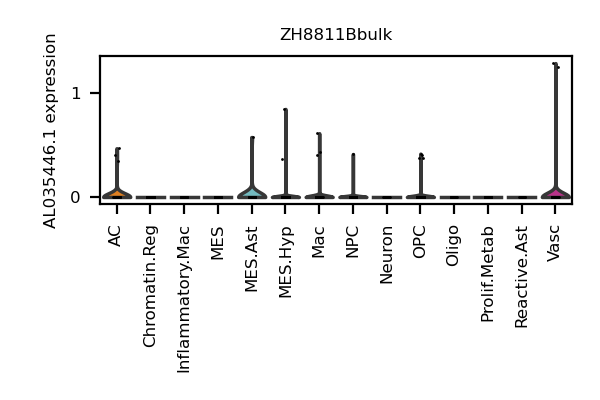 ZH8811Bbulk
AL035446.1 expression
1
0
AC
Chromatin.Reg
Inflammatory.Mac
MES
MES.Ast
MES.Hyp
Mac
NPC
Neuron
OPC
Oligo
Prolif.Metab
Reactive.Ast
Vasc